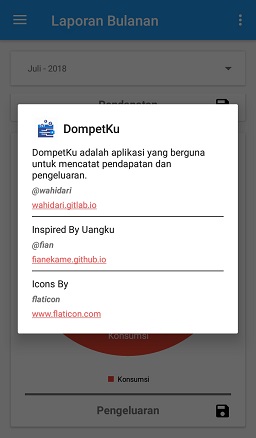 Laporan Bulanan
Juli - 2018
Pendapatan
DompetKu
DompetKu adalah aplikasi yang berguna
untuk mencatat pendapatan dan
pengeluaran.
@wahidari
wahidari.gitlab.io
Inspired By Uangku
@fian
fianekame.github.io
Icons By
flaticon
www.flaticon.com
Konsumsi
Konsumsi
Pengeluaran